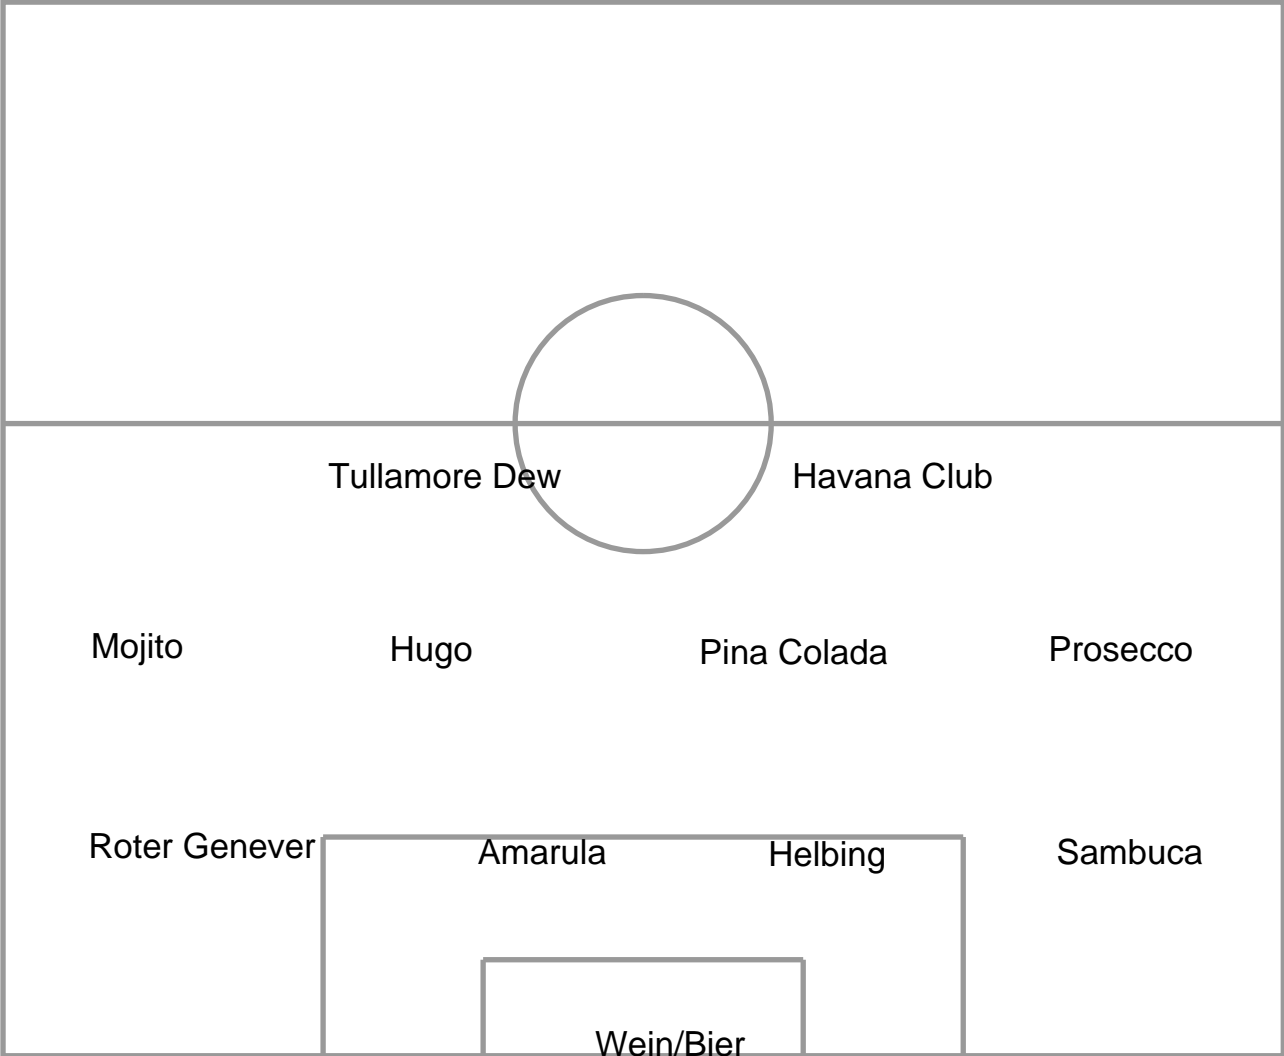 Tullamore Dew Havana Club
Mojito Hugo Pina Colada Prosecco
Roter Genever Amarula Helbing Sambuca
Wein/Bier